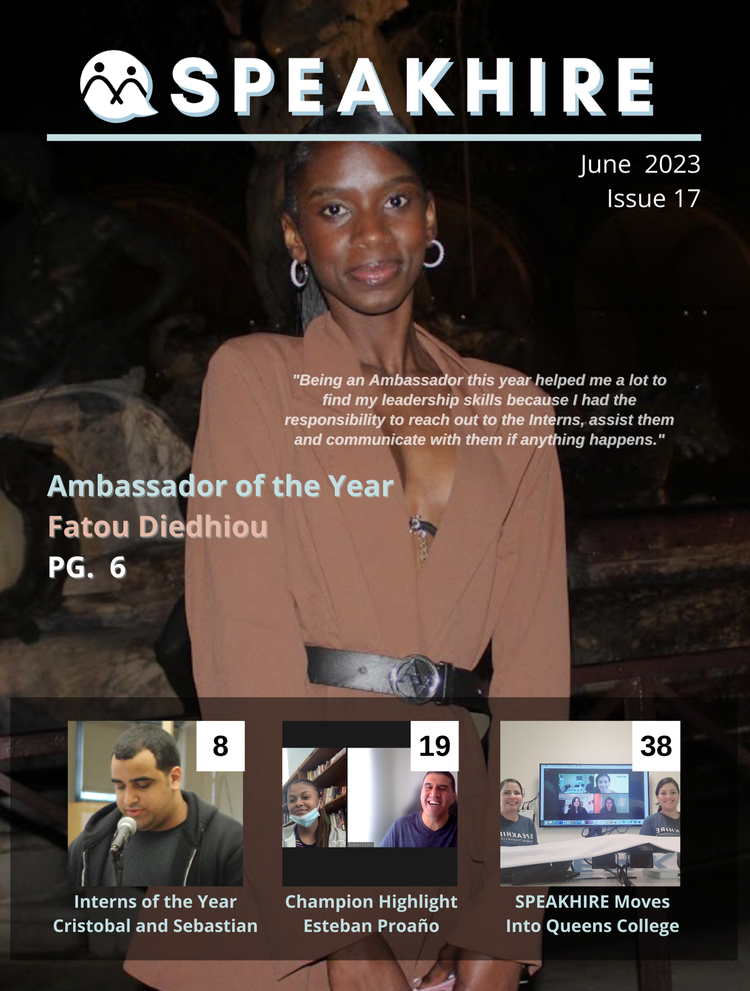 SPEAKHIRE
June 2023
Issue 17
"Being an Ambassador this year helped me a lot to
find my leadership skills because I had the
responsibility to reach out to the Interns, assist them
and communicate with them if anything happens."
Ambassador of the Year
Fatou Diedhiou
PG. 6
8
19
38
SPEAKHIRE
Interns of the Year
Cristobal and Sebastian
Champion Highlight
Esteban Proaño
SPEAKHIRE Moves
Into Queens College